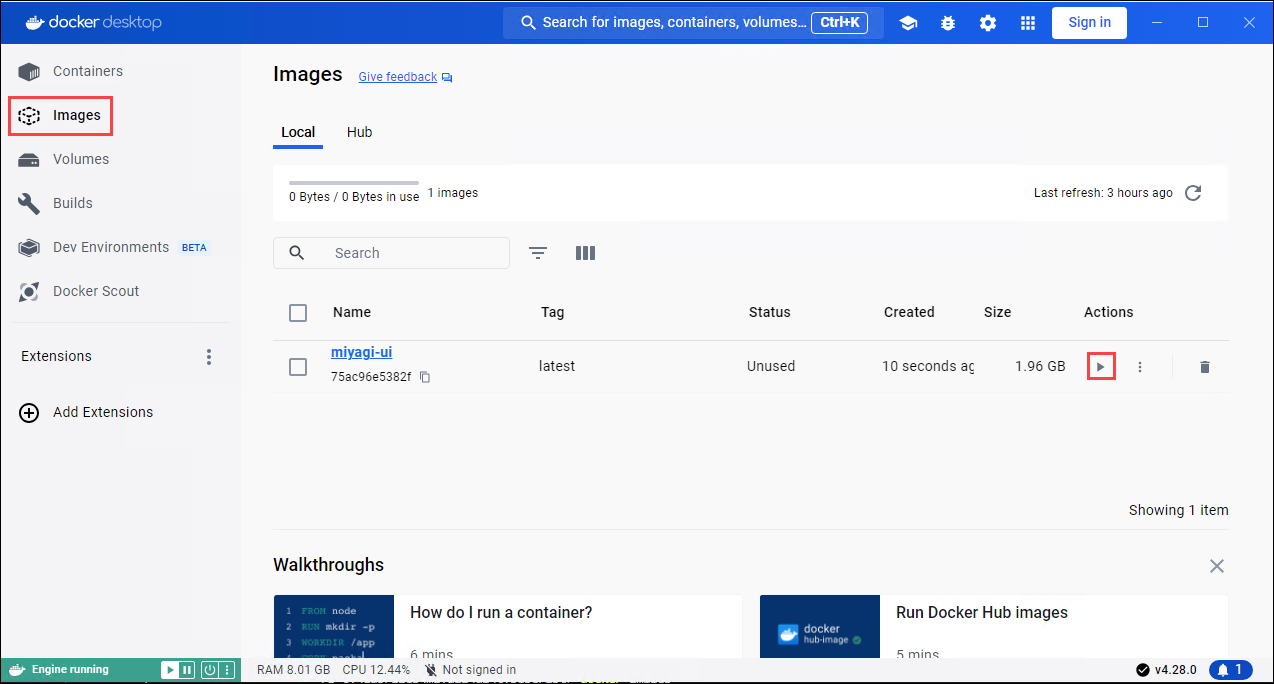 docker desktop
Search for images, containers, volumes... Ctrl+K
Sign in
Containers
Images
Volumes
Builds
Dev Environments BETA
Docker Scout
Extensions
Add Extensions
Images Give feedback
Local Hub
0 Bytes / 0 Bytes in use 1 images
Last refresh: 3 hours ago
Search
Name Tag Status Created Size Actions
miyagi-ui
75ac96e5382f
latest Unused 10 seconds ag 1.96 GB
Showing 1 item
Walkthroughs
1 FROM node
2 RUN mkdir -p
3 WORKDIR /app
How do I run a container?
6 mins
docker
hub-image
Run Docker Hub images
5 mins
Engine running
RAM 8.01 GB CPU 12.44% Not signed in
v4.28.0
1